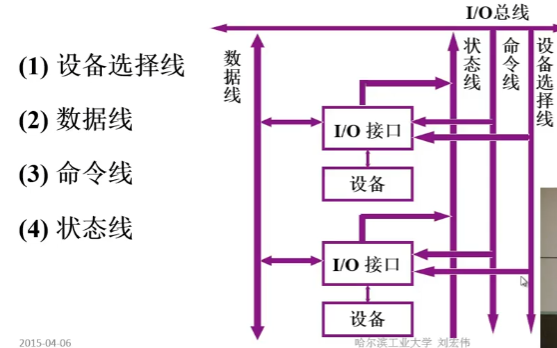 I/O总线
(1) 设备选择线
(2) 数据线
(3) 命令线
(4) 状态线
数据线
状态线
命令线
设备选择线
I/O 接口
设备
I/O 接口
设备
2015-04-06
哈尔滨工业大学 刘宏伟